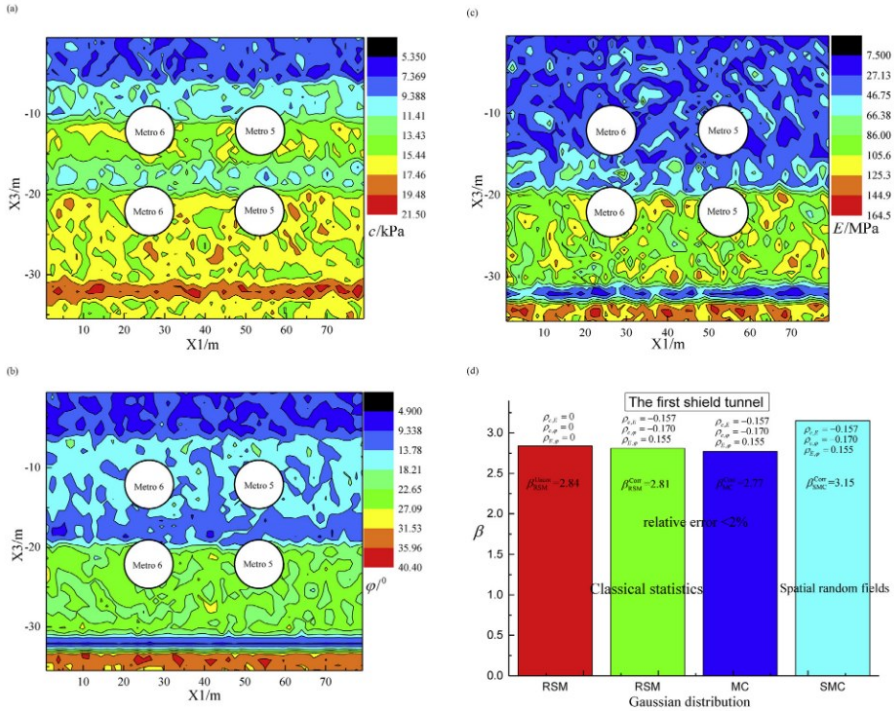 (a)
-10
-20
-30
X3/m
Metro 6
Metro 5
Metro 6
Metro 5
10 20 30 40 50 60 70
X1/m
5.350
7.369
9.388
11.41
13.43
15.44
17.46
19.48
21.50
c/kPa
(c)
-10
-20
-30
X3/m
Metro 6
Metro 5
Metro 6
Metro 5
10 20 30 40 50 60 70
X1/m
7.500
27.13
46.75
66.38
86.00
105.6
125.3
144.9
164.5
E/MPa
(b)
-10
-20
-30
X3/m
Metro 6
Metro 5
Metro 6
Metro 5
10 20 30 40 50 60 70
X1/m
4.900
9.338
13.78
18.21
22.65
27.09
31.53
35.96
40.40
φ/⁰
(d)
The first shield tunnel
3.0
2.5
2.0
1.5
1.0
0.5
0.0
β
ρc,E = 0
ρc,φ = 0
ρE,φ = 0
ρc,E = −0.157
ρc,φ = −0.170
ρE,φ = 0.155
ρc,E = −0.157
ρc,φ = −0.170
ρE,φ = 0.155
ρc,E = −0.157
ρc,φ = −0.170
ρE,φ = 0.155
=2.84
β Corr RSM =2.81
=2.77
β Corr SMC =3.15
relative error <2%
Classical statistics
Spatial random fields
RSM RSM MC SMC
Gaussian distribution